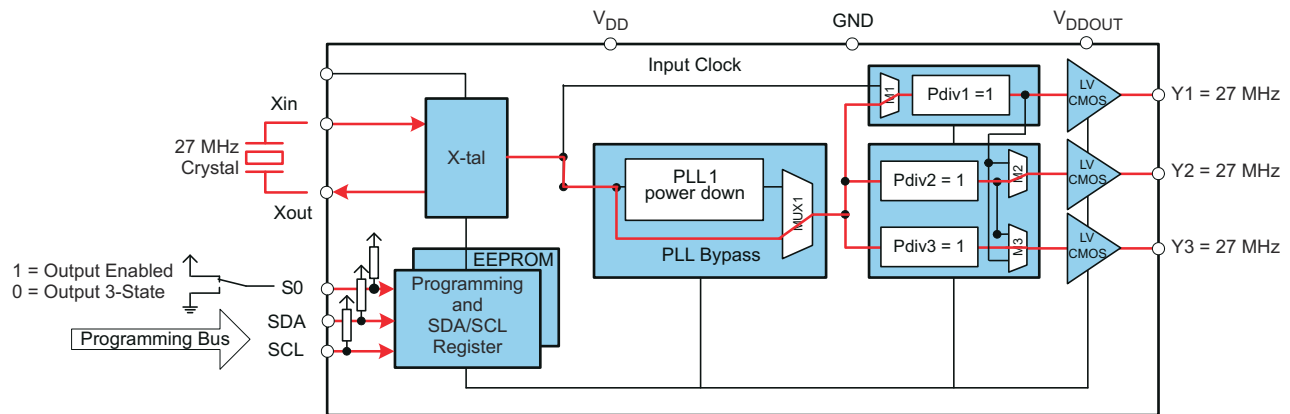 VDD
GND
VDDOUT
Input Clock
Xin
27 MHz
Crystal
Xout
X-tal
PLL 1
power down
MUX1
PLL Bypass
M1
Pdiv1 =1
LV
CMOS
Y1 = 27 MHz
Pdiv2 = 1
M2
LV
CMOS
Y2 = 27 MHz
Pdiv3 = 1
M3
LV
CMOS
Y3 = 27 MHz
1 = Output Enabled
0 = Output 3-State
S0
SDA
SCL
Programming Bus
EEPROM
Programming
and
SDA/SCL
Register